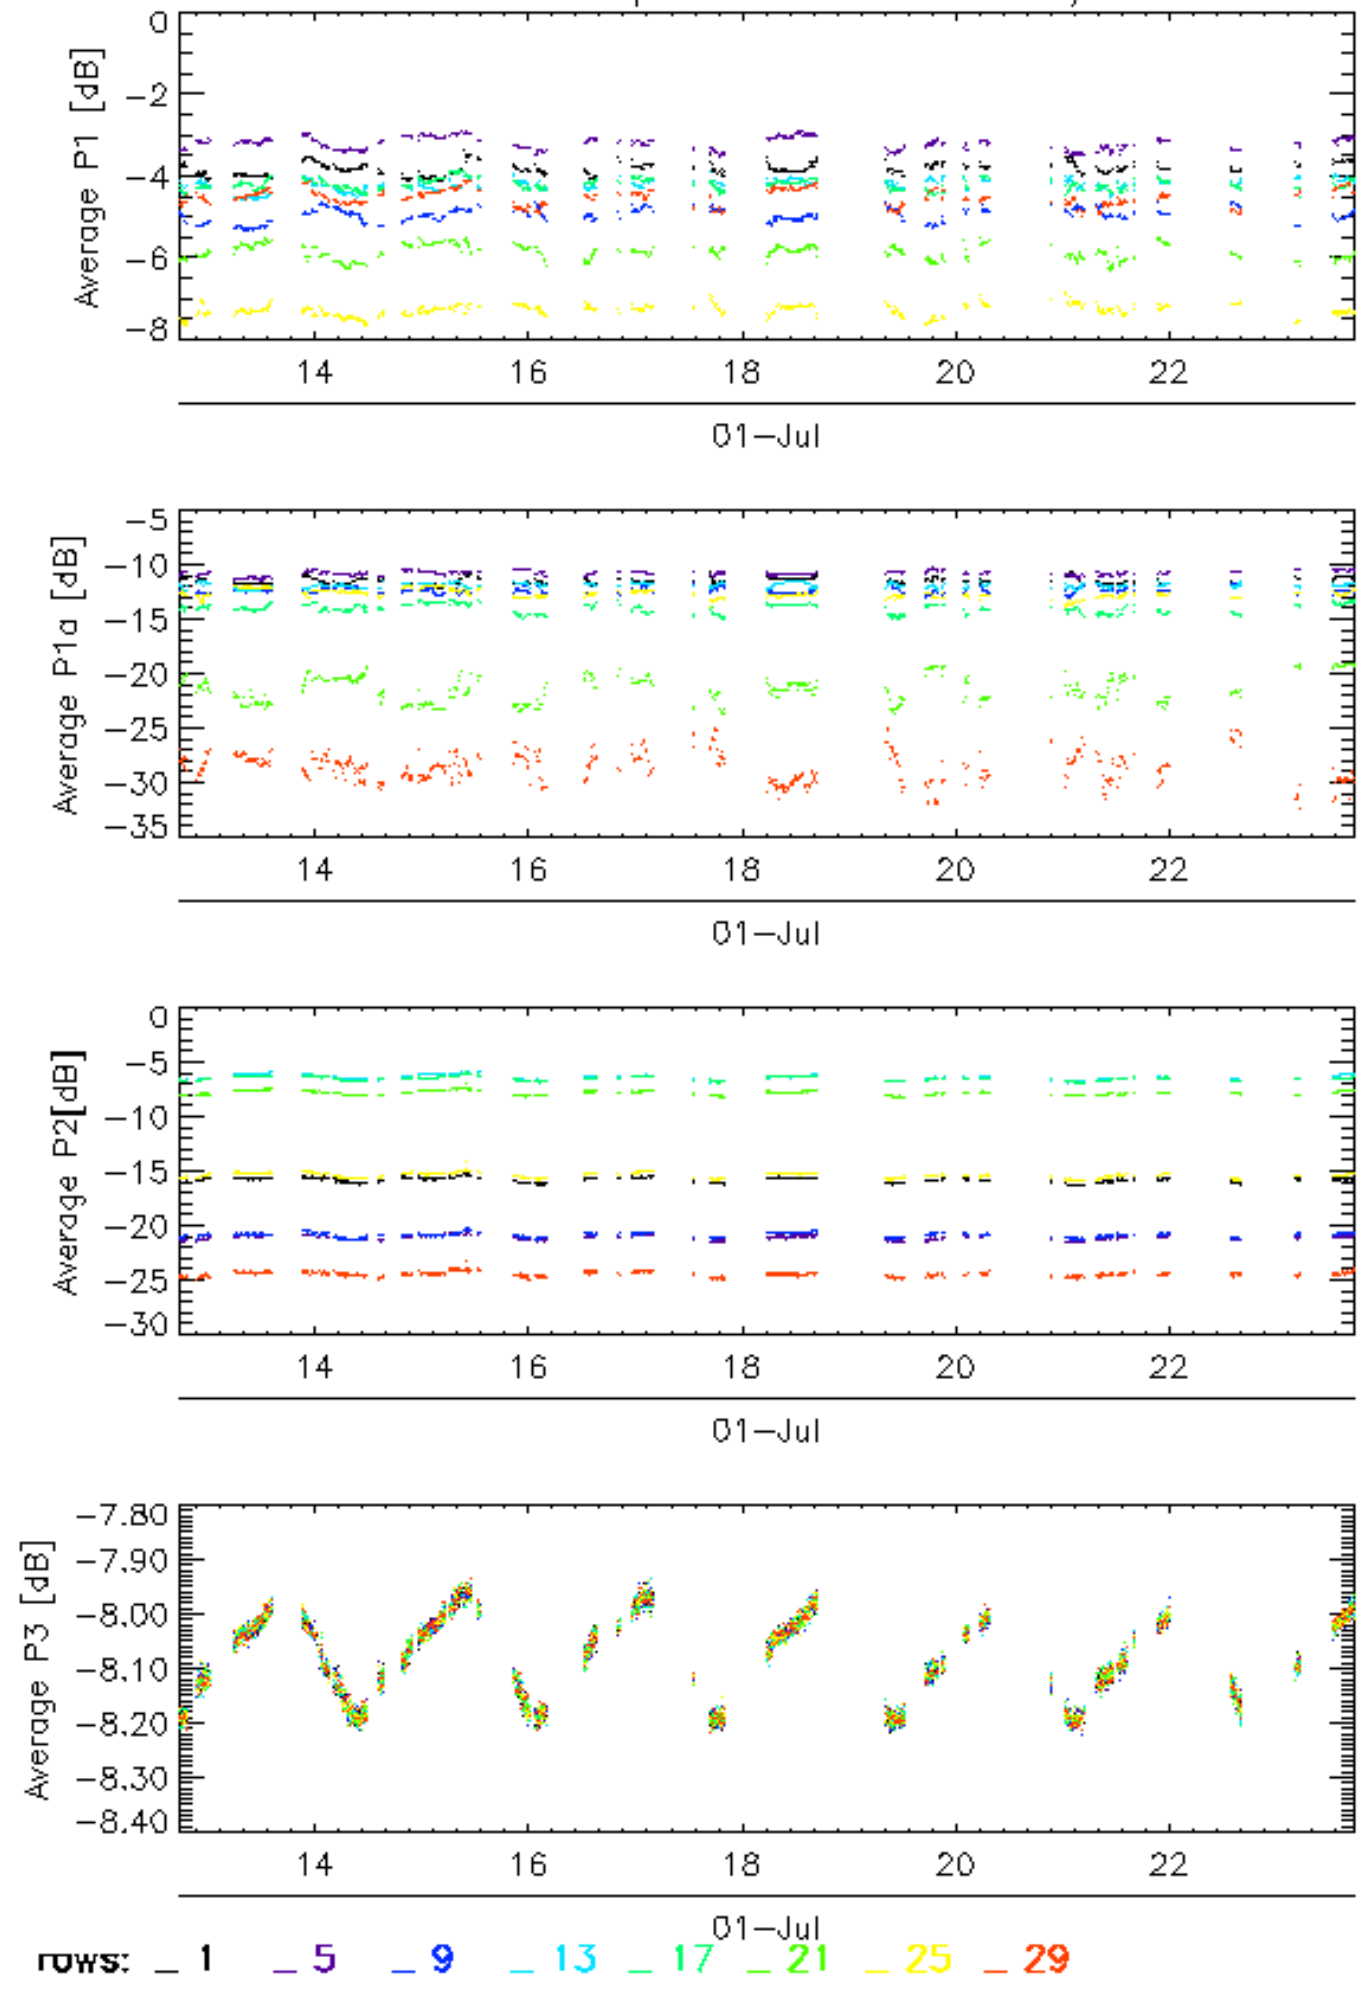 0
-2
-4
-6
-8
Average P1 [dB]
14 16 18 20 22
01-Jul
-5
-10
-15
-20
-25
-30
-35
Average P1a [dB]
14 16 18 20 22
01-Jul
0
-5
-10
-15
-20
-25
-30
Average P2[dB]
14 16 18 20 22
01-Jul
-7.80
-7.90
-8.00
-8.10
-8.20
-8.30
-8.40
Average P3 [dB]
14 16 18 20 22
01-Jul
rows: _ 1 _ 5 _ 9 _ 13 _ 17 _ 21 _ 25 _ 29